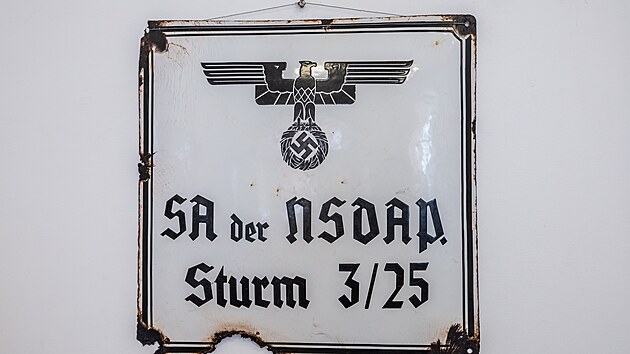 SA der NSDAP.
Sturm 3/25